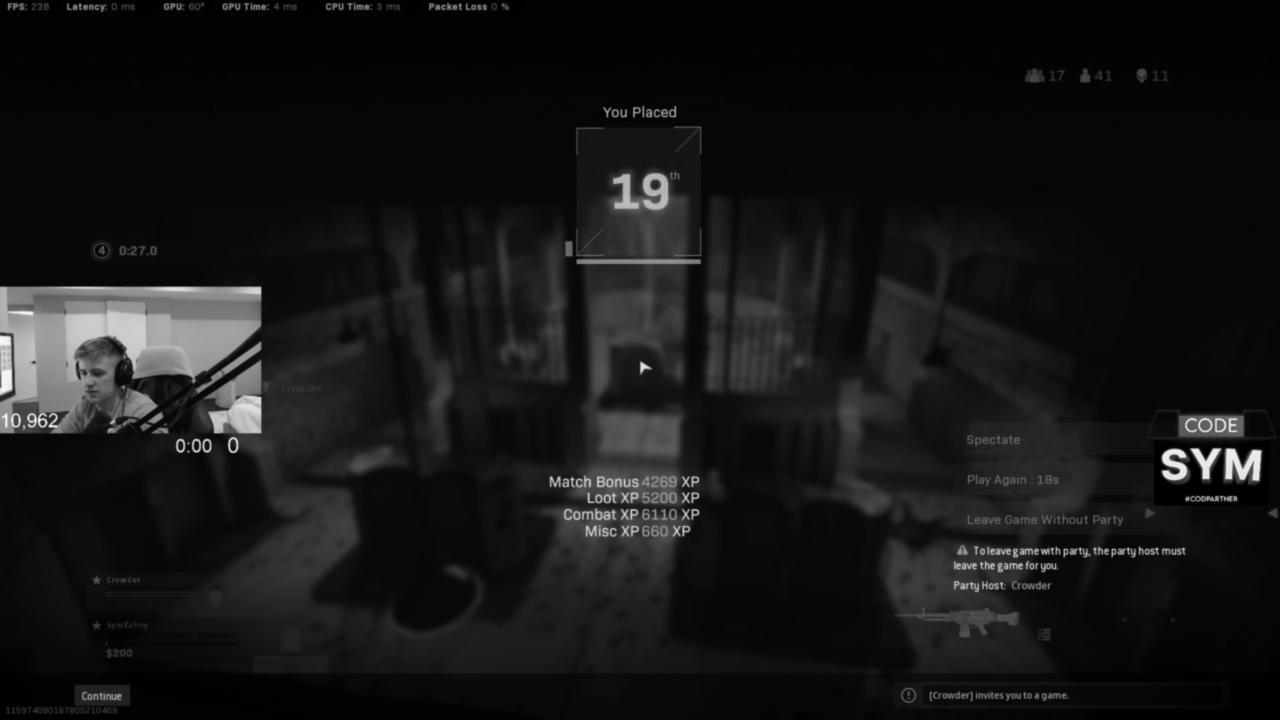 FPS: 238 Latency: 0 ms GPU: 60° GPU Time: 4 ms CPU Time: 3 ms Packet Loss 0 %
17 41 11
You Placed
19th
4 0:27.0
Crowder
10,962
0:00 0
CODE
SYM
#CODPARTNER
Spectate
Play Again : 18s
Leave Game Without Party
Match Bonus 4269 XP
Loot XP 5200 XP
Combat XP 6110 XP
Misc XP 660 XP
To leave game with party, the party host must
leave the game for you.
Party Host: Crowder
Crowder
Symfuhny
$200
Continue
[Crowder] invites you to a game.